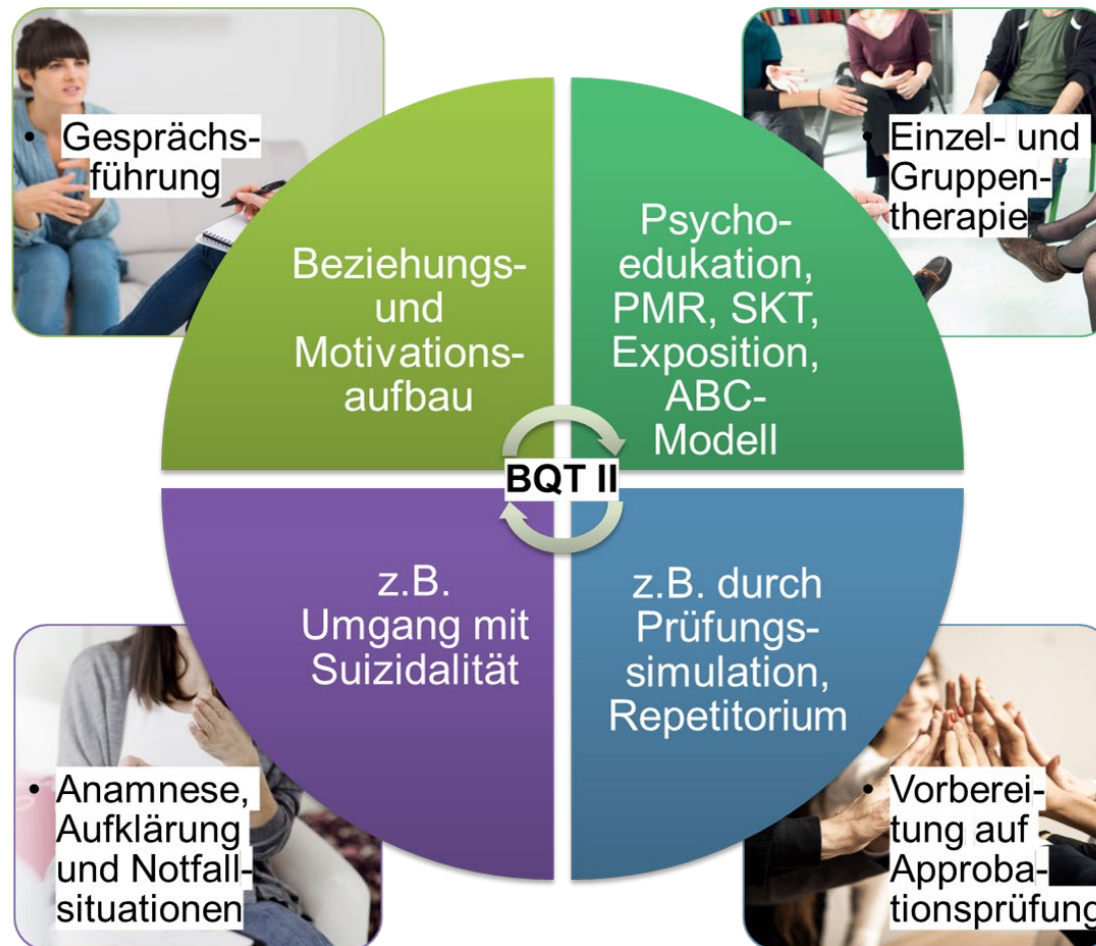 • Gesprächs-
führung
Beziehungs-
und
Motivations-
aufbau
Psycho-
edukation,
PMR, SKT,
Exposition,
ABC-
Modell
• Einzel- und
Gruppen-
therapie
BQT II
z.B.
Umgang mit
Suizidalität
• Anamnese,
Aufklärung
und Notfall-
situationen
z.B. durch
Prüfungs-
simulation,
Repetitorium
• Vorberei-
tung auf
Approba-
tionsprüfung